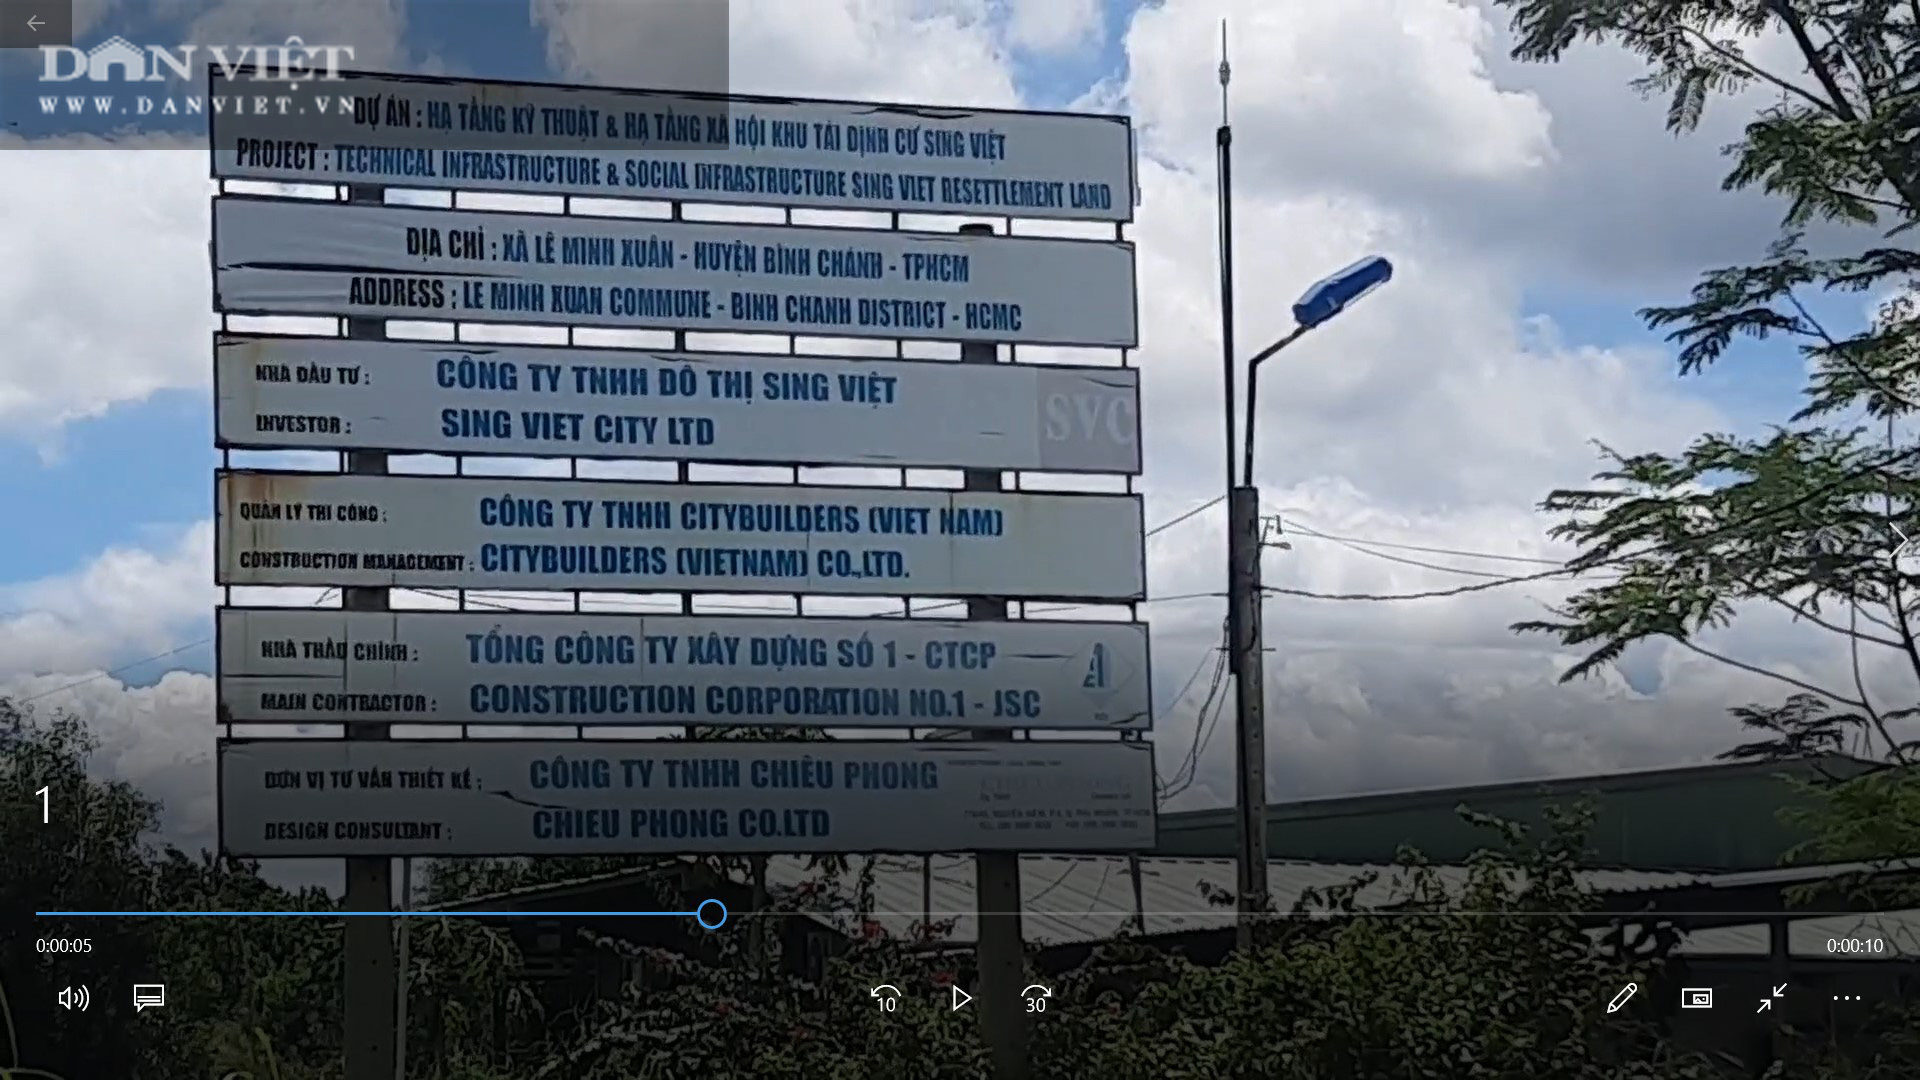 DÂN VIỆT
WWW.DANVIET.VN
DỰ ÁN : HẠ TẦNG KỸ THUẬT & HẠ TẦNG XÃ HỘI KHU TÁI ĐỊNH CƯ SING VIỆT
PROJECT : TECHNICAL INFRASTRUCTURE & SOCIAL INFRASTRUCTURE SING VIET RESETTLEMENT LAND
ĐỊA CHỈ : XÃ LÊ MINH XUÂN - HUYỆN BÌNH CHÁNH - TPHCM
ADDRESS : LE MINH XUAN COMMUNE - BINH CHANH DISTRICT - HCMC
NHÀ ĐẦU TƯ : CÔNG TY TNHH ĐÔ THỊ SING VIỆT
INVESTOR : SING VIET CITY LTD
SVC
QUẢN LÝ THI CÔNG : CÔNG TY TNHH CITYBUILDERS (VIET NAM)
CONSTRUCTION MANAGEMENT : CITYBUILDERS (VIETNAM) CO.,LTD.
NHÀ THẦU CHÍNH : TỔNG CÔNG TY XÂY DỰNG SỐ 1 - CTCP
MAIN CONTRACTOR : CONSTRUCTION CORPORATION NO.1 - JSC
ĐƠN VỊ TƯ VẤN THIẾT KẾ : CÔNG TY TNHH CHIÊU PHONG
DESIGN CONSULTANT : CHIEU PHONG CO.LTD
1
0:00:05
0:00:10
10
30